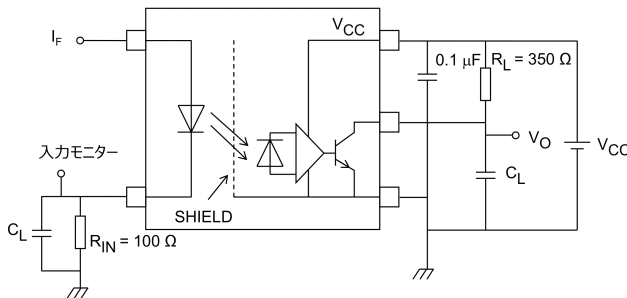 I_F
V_CC
0.1 μF
R_L = 350 Ω
V_O
V_CC
C_L
入力モニター
SHIELD
C_L
R_IN = 100 Ω